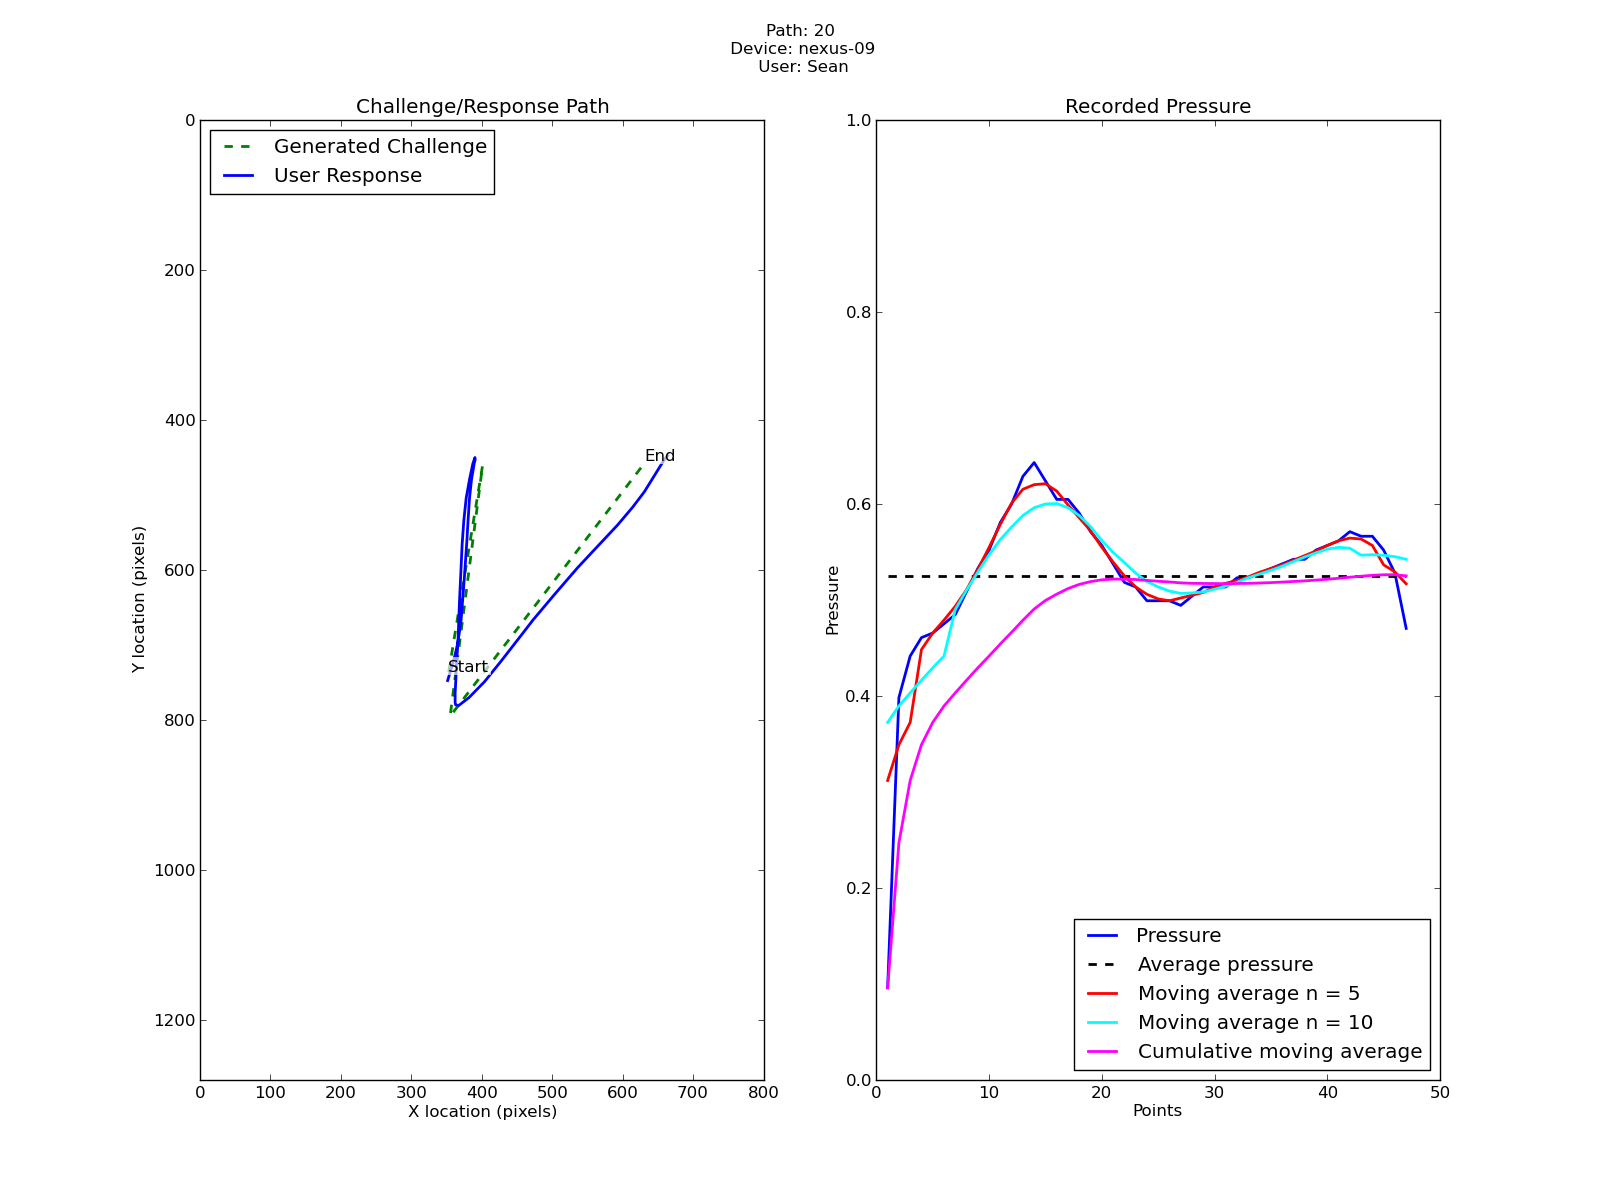 Path: 20
Device: nexus-09
User: Sean
Challenge/Response Path
Generated Challenge
User Response
0
200
400
600
800
1000
1200
Y location (pixels)
End
Start
0 100 200 300 400 500 600 700 800
X location (pixels)
Recorded Pressure
1.0
0.8
0.6
0.4
0.2
0.0
Pressure
Pressure
Average pressure
Moving average n = 5
Moving average n = 10
Cumulative moving average
0 10 20 30 40 50
Points